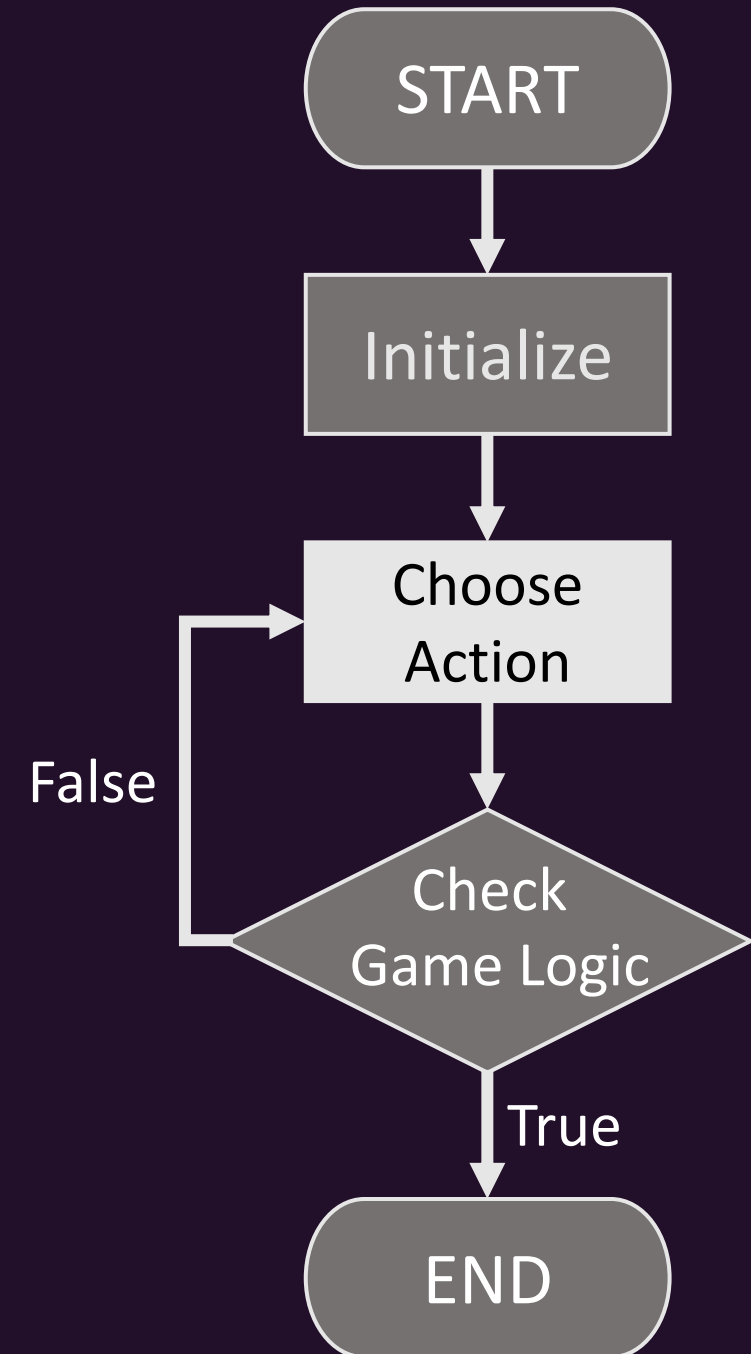 START
Initialize
Choose
Action
False
Check
Game Logic
True
END